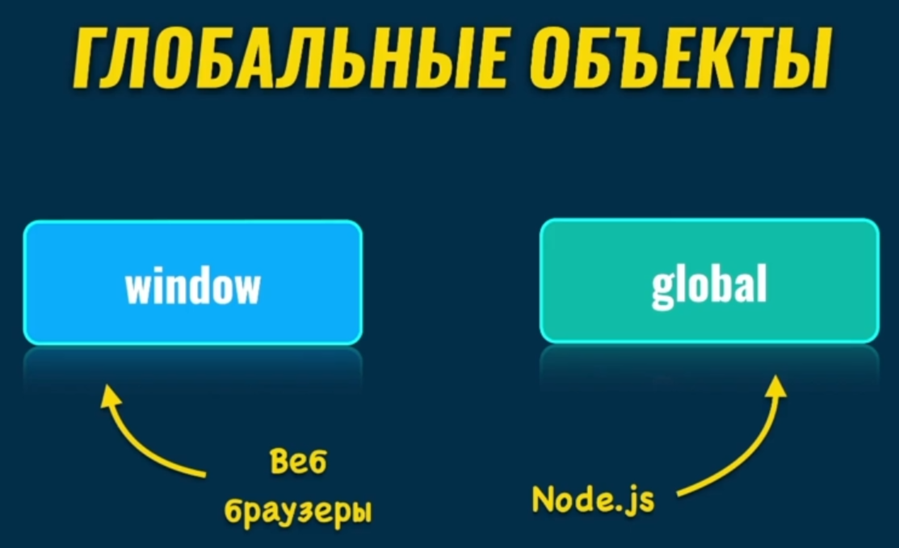 ГЛОБАЛЬНЫЕ ОБЪЕКТЫ
window
global
Веб
браузеры
Node.js